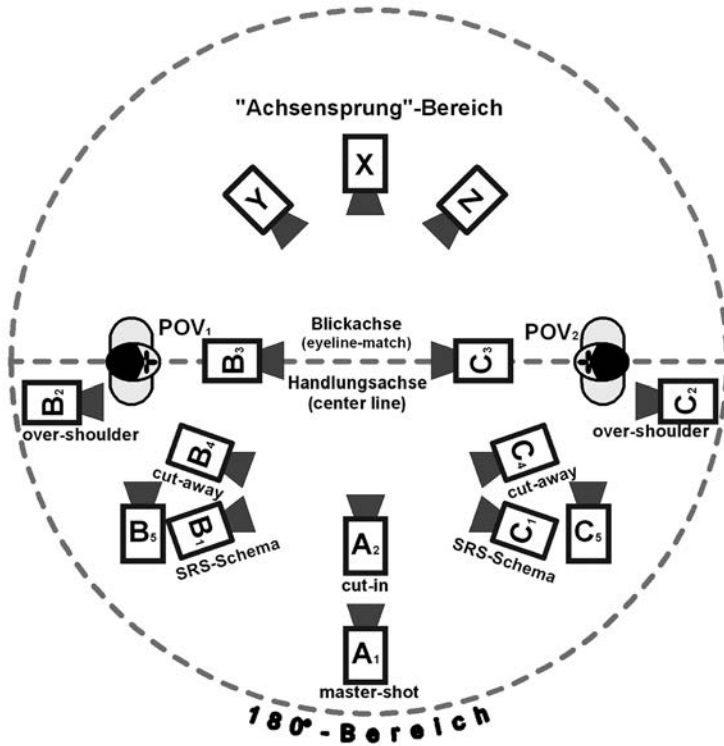 "Achsensprung"-Bereich
X
Y
Z
POV₁
Blickachse
(eyeline-match)
POV₂
B₃
C₃
Handlungsachse
(center line)
B₂
over-shoulder
C₂
over-shoulder
B₄
cut-away
C₄
cut-away
B₅
B₁
SRS-Schema
A₂
cut-in
C₁
SRS-Schema
C₅
A₁
master-shot
180°-Bereich